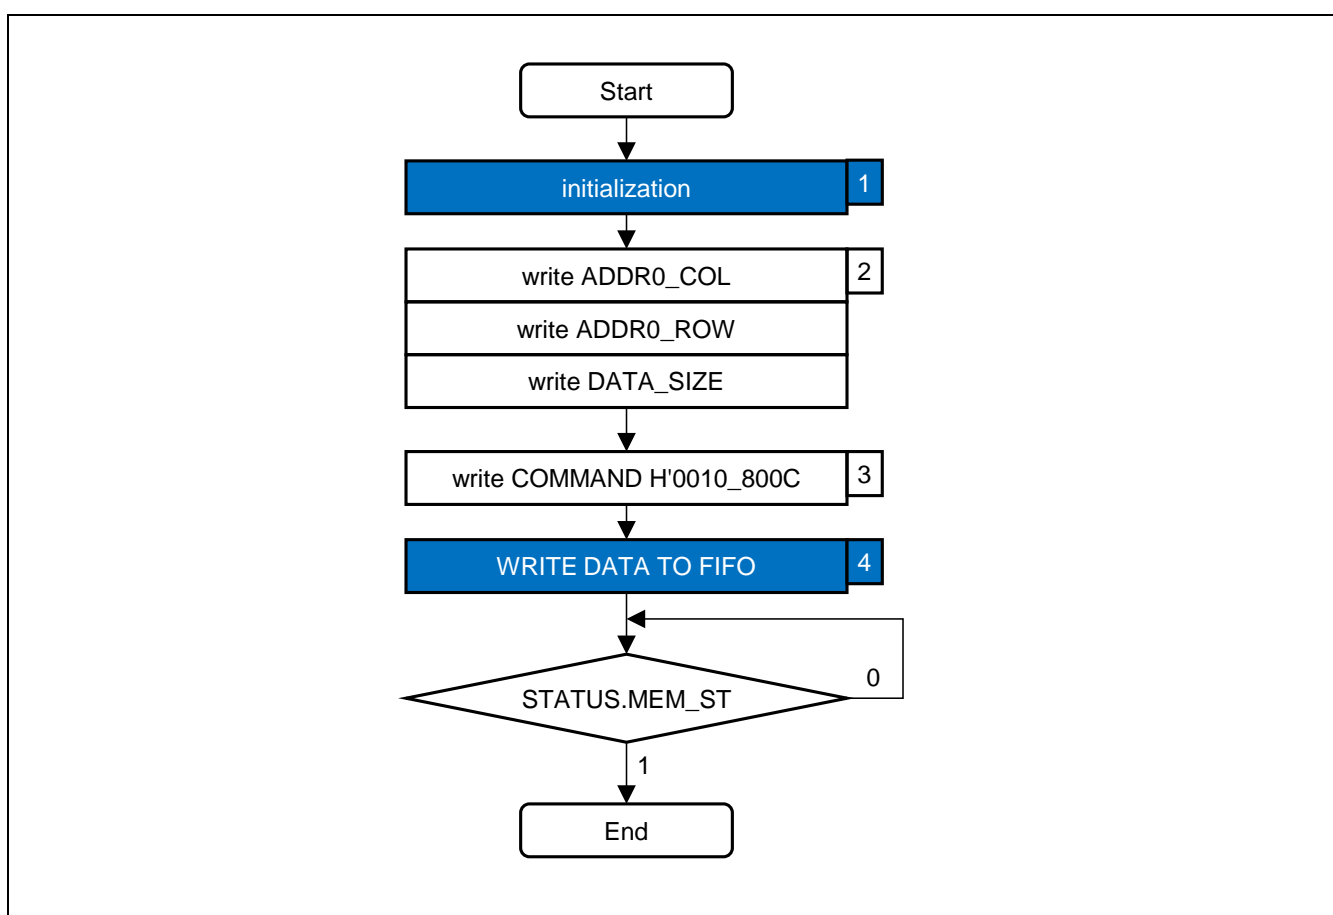 Start
initialization 1
write ADDR0_COL 2
write ADDR0_ROW
write DATA_SIZE
write COMMAND H'0010_800C 3
WRITE DATA TO FIFO 4
0
STATUS.MEM_ST
1
End